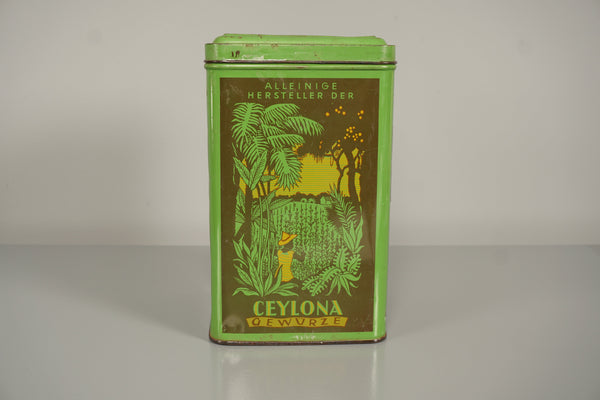 ALLEINIGE
HERSTELLER DER
CEYLONA
GEWÜRZE